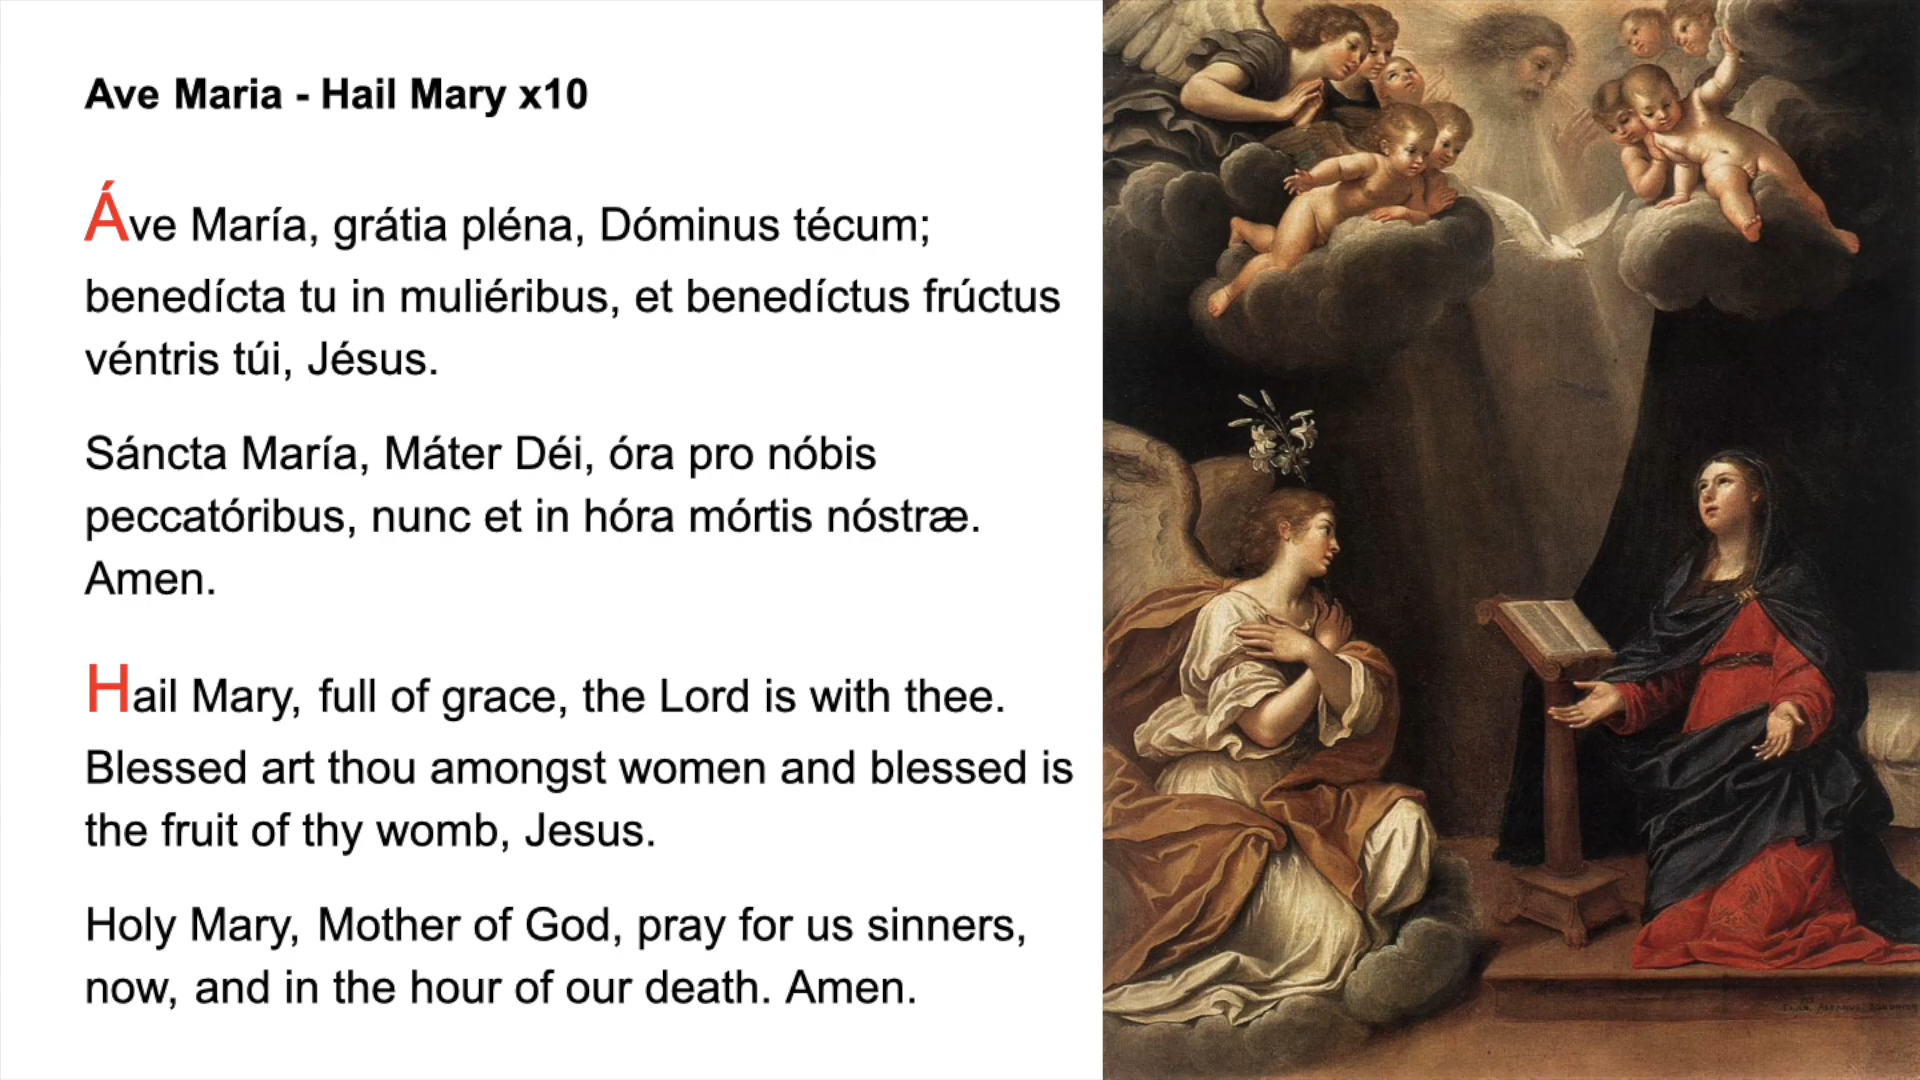 Ave Maria - Hail Mary x10
Áve María, grátia pléna, Dóminus técum;
benedícta tu in muliéribus, et benedíctus frúctus
véntris túi, Jésus.
Sáncta María, Máter Déi, óra pro nóbis
peccatóribus, nunc et in hóra mórtis nóstræ.
Amen.
Hail Mary, full of grace, the Lord is with thee.
Blessed art thou amongst women and blessed is
the fruit of thy womb, Jesus.
Holy Mary, Mother of God, pray for us sinners,
now, and in the hour of our death. Amen.